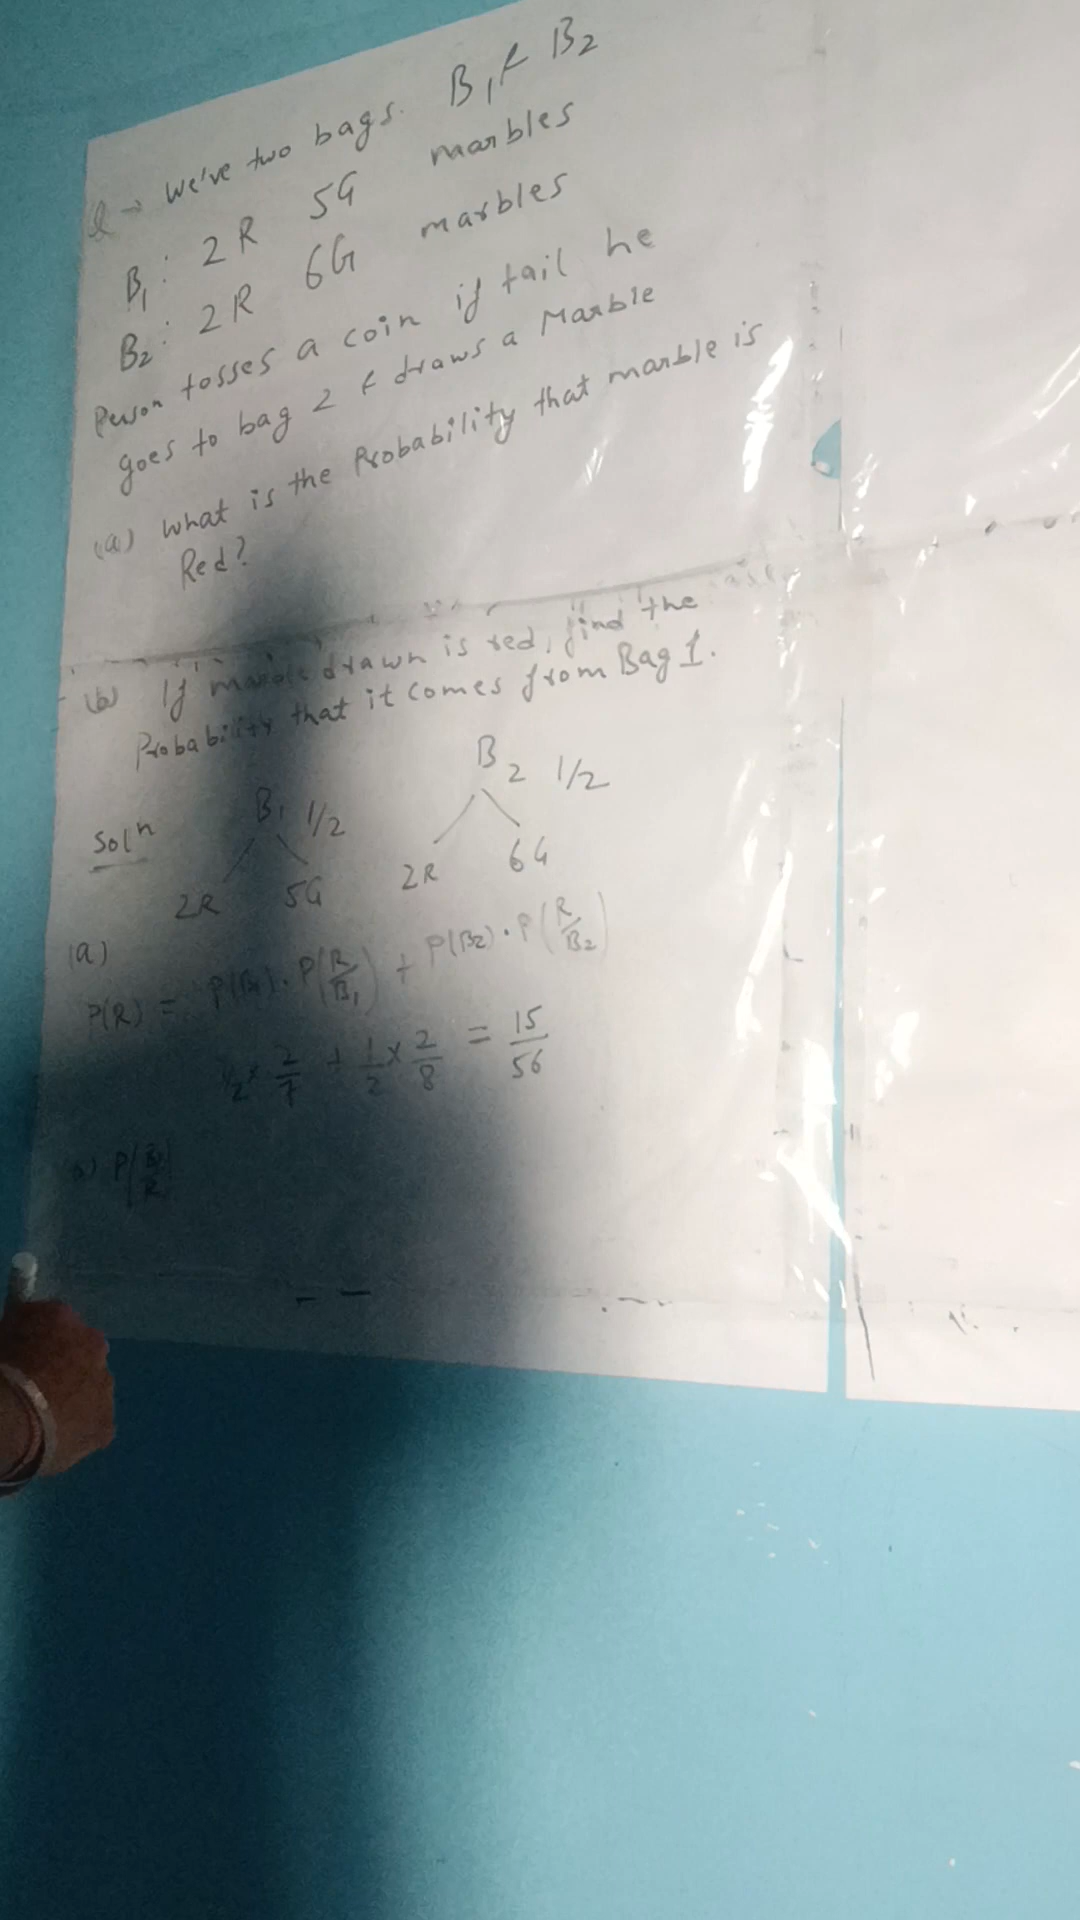 Q → We've two bags. B₁ & B₂
B₁: 2R 5G marbles
B₂: 2R 6G marbles
Person tosses a coin if tail he
goes to bag 2 & draws a Marble
(a) What is the Probability that marble is
Red?
(b) If marble drawn is red, find the
Probability that it comes from Bag 1.
Solⁿ B₁ 1/2 B₂ 1/2
2R 5G 2R 6G
(a)
P(R) = P(B₁) · P(R/B₁) + P(B₂) · P(R/B₂)
1/2 × 2/7 + 1/2 × 2/8 = 15/56
b) P(B₁/R)